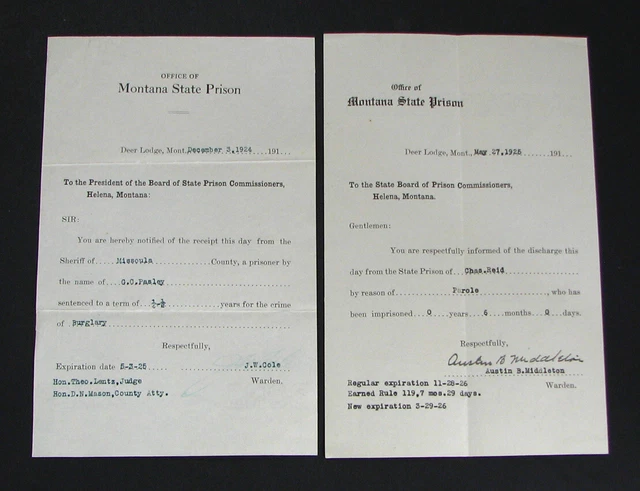 OFFICE OF
Montana State Prison
Deer Lodge, Mont. December 3,1924 191...
To the President of the Board of State Prison Commissioners,
Helena, Montana:
SIR:
You are hereby notified of the receipt this day from the
Sheriff of Missoula County, a prisoner by
the name of C.C. Pasley
sentenced to a term of years for the crime
of Burglary
Respectfully,
Expiration date 5-3-25 J.W.Cole
Hon.Theo.Lentz,Judge Warden.
Hon.D.N.Mason,County Atty.
Office of
Montana State Prison
Deer Lodge, Mont., May 27,1925 191...
To the State Board of Prison Commissioners,
Helena, Montana.
Gentlemen:
You are respectfully informed of the discharge this
day from the State Prison of Chas.Reid
by reason of Parole who has
been imprisoned 0 years 6 months 0 days.
Respectfully,
Austin B Middleton
Austin B.Middleton
Regular expiration 11-28-26 Warden.
Earned Rule 119,7 mos.29 days.
New expiration 3-29-26